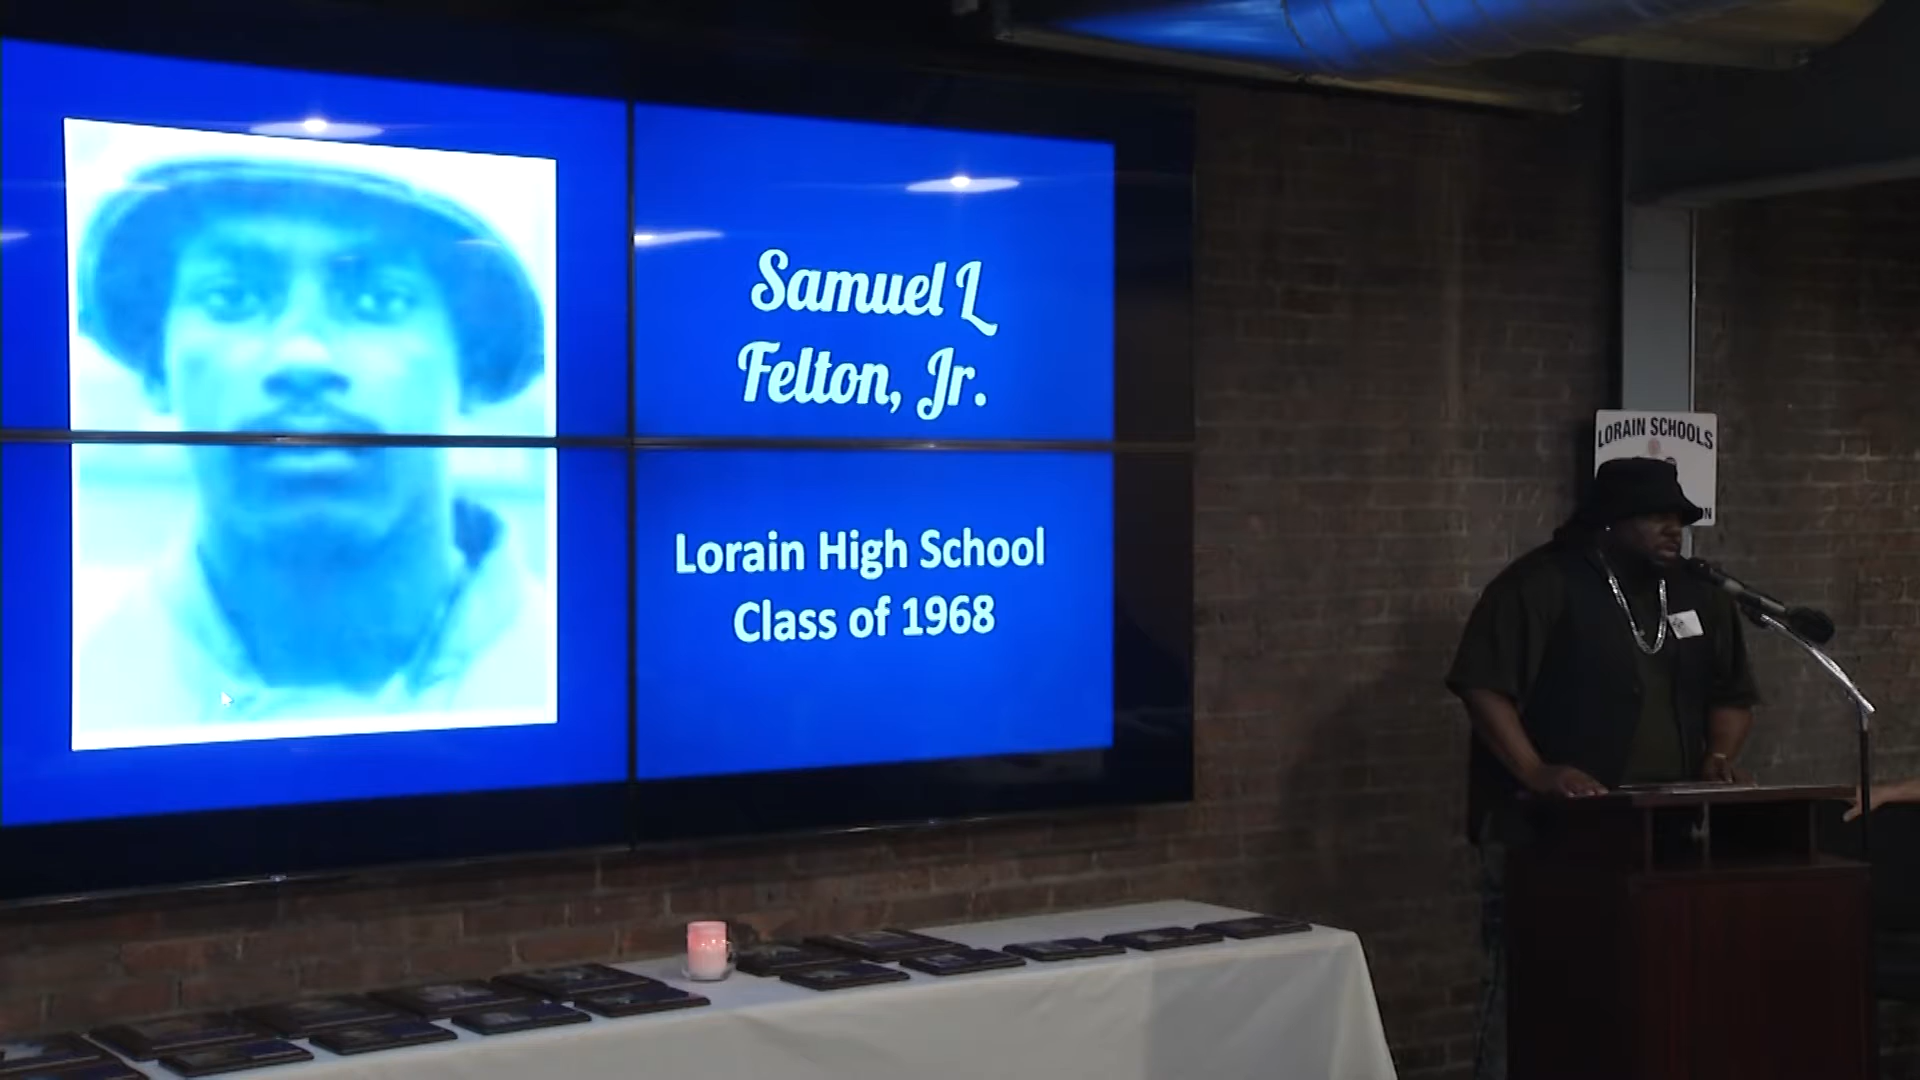 Samuel L
Felton, Jr.
Lorain High School
Class of 1968
LORAIN SCHOOLS